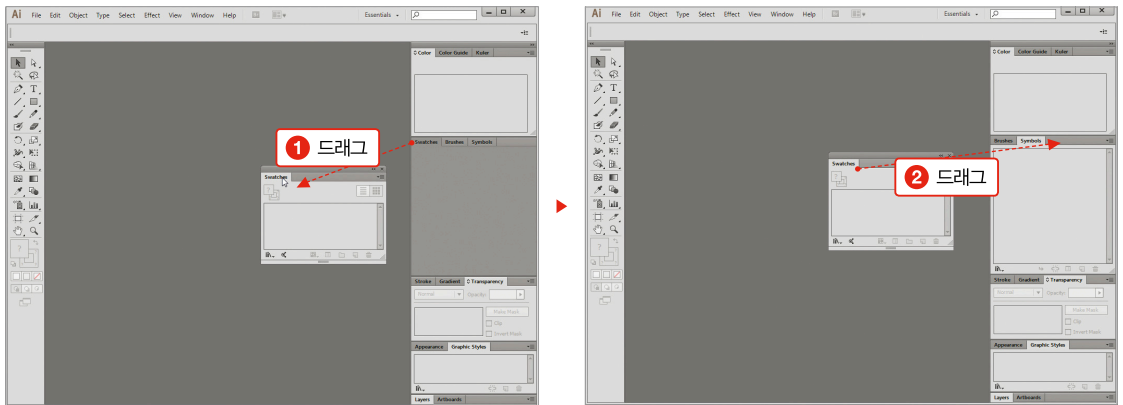 Ai File Edit Object Type Select Effect View Window Help Essentials
Color Color Guide Kuler
Swatches Brushes Symbols
1 드래그
Swatches
Stroke Gradient Transparency
Normal Opacity:
Make Mask
Clip
Invert Mask
Appearance Graphic Styles
Layers Artboards
Ai File Edit Object Type Select Effect View Window Help Essentials
Color Color Guide Kuler
Brushes Symbols
Swatches
2 드래그
Stroke Gradient Transparency
Normal Opacity:
Make Mask
Clip
Invert Mask
Appearance Graphic Styles
Layers Artboards